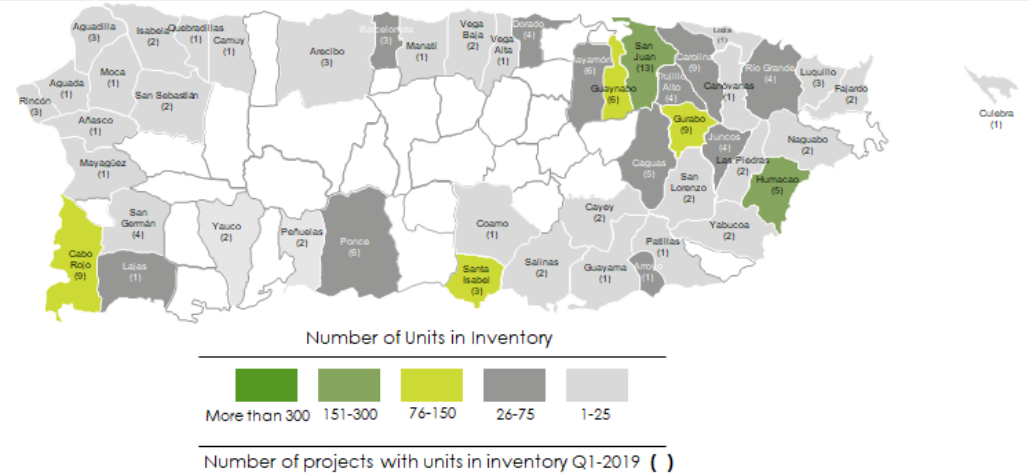 Aguadilla
(3)
Isabela
(2)
Quebradillas
(1)
Camuy
(1)
Arecibo
(3)
Barceloneta
(3)
Manatí
(1)
Vega
Baja
(2)
Vega
Alta
(1)
Dorado
(4)
Bayamón
(6)
Guaynabo
(6)
San
Juan
(13)
Trujillo
Alto
(4)
Carolina
(9)
Loíza
(1)
Canóvanas
(1)
Río Grande
(4)
Luquillo
(3)
Fajardo
(2)
Culebra
(1)
Rincón
(3)
Aguada
(1)
Moca
(1)
San Sebastián
(2)
Añasco
(1)
Mayagüez
(1)
Gurabo
(9)
Juncos
(4)
Naguabo
(2)
Caguas
(5)
San
Lorenzo
(2)
Las Piedras
(2)
Humacao
(5)
Cabo
Rojo
(9)
San
Germán
(4)
Lajas
(1)
Yauco
(2)
Peñuelas
(2)
Ponce
(6)
Coamo
(1)
Santa
Isabel
(3)
Salinas
(2)
Cayey
(2)
Guayama
(1)
Patillas
(1)
Arroyo
(1)
Yabucoa
(2)
Number of Units in Inventory
More than 300 151-300 76-150 26-75 1-25
Number of projects with units in inventory Q1-2019 ( )